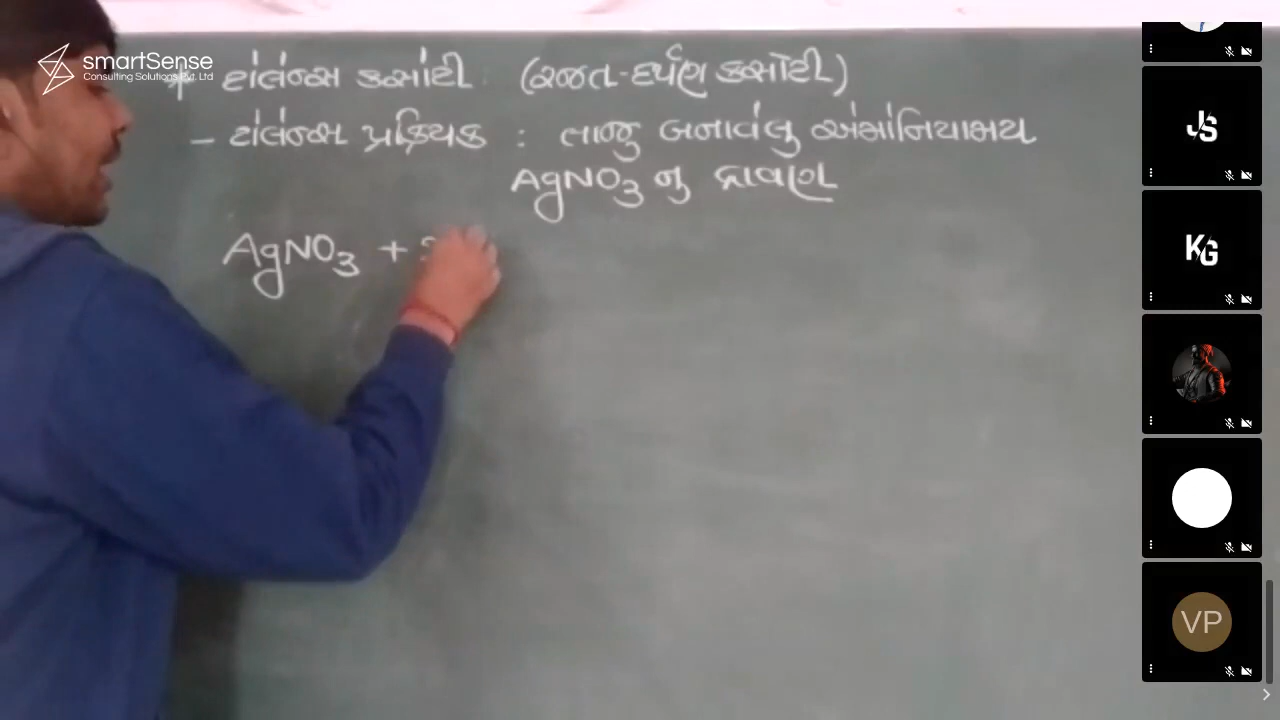 smartSense
Consulting Solutions Pvt. Ltd
* ટોલેન્સ કસોટી : (રજત-દર્પણ કસોટી)
– ટોલેન્સ પ્રક્રિયક : તાજુ બનાવેલુ એમોનિયામય
AgNO3 નુ દ્રાવણ
AgNO3 + 2
JS
KG
VP